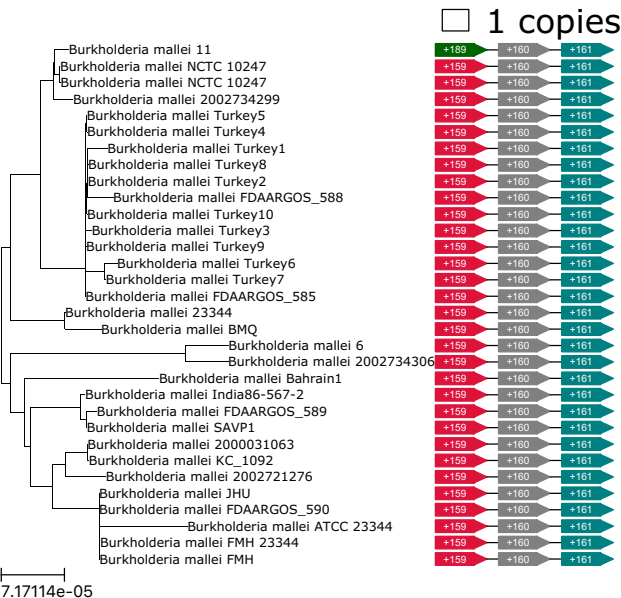 1 copies
Burkholderia mallei 11 +189 +160 +161
Burkholderia mallei NCTC 10247 +159 +160 +161
Burkholderia mallei NCTC 10247 +159 +160 +161
Burkholderia mallei 2002734299 +159 +160 +161
Burkholderia mallei Turkey5 +159 +160 +161
Burkholderia mallei Turkey4 +159 +160 +161
Burkholderia mallei Turkey1 +159 +160 +161
Burkholderia mallei Turkey8 +159 +160 +161
Burkholderia mallei Turkey2 +159 +160 +161
Burkholderia mallei FDAARGOS_588 +159 +160 +161
Burkholderia mallei Turkey10 +159 +160 +161
Burkholderia mallei Turkey3 +159 +160 +161
Burkholderia mallei Turkey9 +159 +160 +161
Burkholderia mallei Turkey6 +159 +160 +161
Burkholderia mallei Turkey7 +159 +160 +161
Burkholderia mallei FDAARGOS_585 +159 +160 +161
Burkholderia mallei 23344 +159 +160 +161
Burkholderia mallei BMQ +159 +160 +161
Burkholderia mallei 6 +159 +160 +161
Burkholderia mallei 2002734306 +159 +160 +161
Burkholderia mallei Bahrain1 +159 +160 +161
Burkholderia mallei India86-567-2 +159 +160 +161
Burkholderia mallei FDAARGOS_589 +159 +160 +161
Burkholderia mallei SAVP1 +159 +160 +161
Burkholderia mallei 2000031063 +159 +160 +161
Burkholderia mallei KC_1092 +159 +160 +161
Burkholderia mallei 2002721276 +159 +160 +161
Burkholderia mallei JHU +159 +160 +161
Burkholderia mallei FDAARGOS_590 +159 +160 +161
Burkholderia mallei ATCC 23344 +159 +160 +161
Burkholderia mallei FMH 23344 +159 +160 +161
Burkholderia mallei FMH +159 +160 +161
7.17114e-05